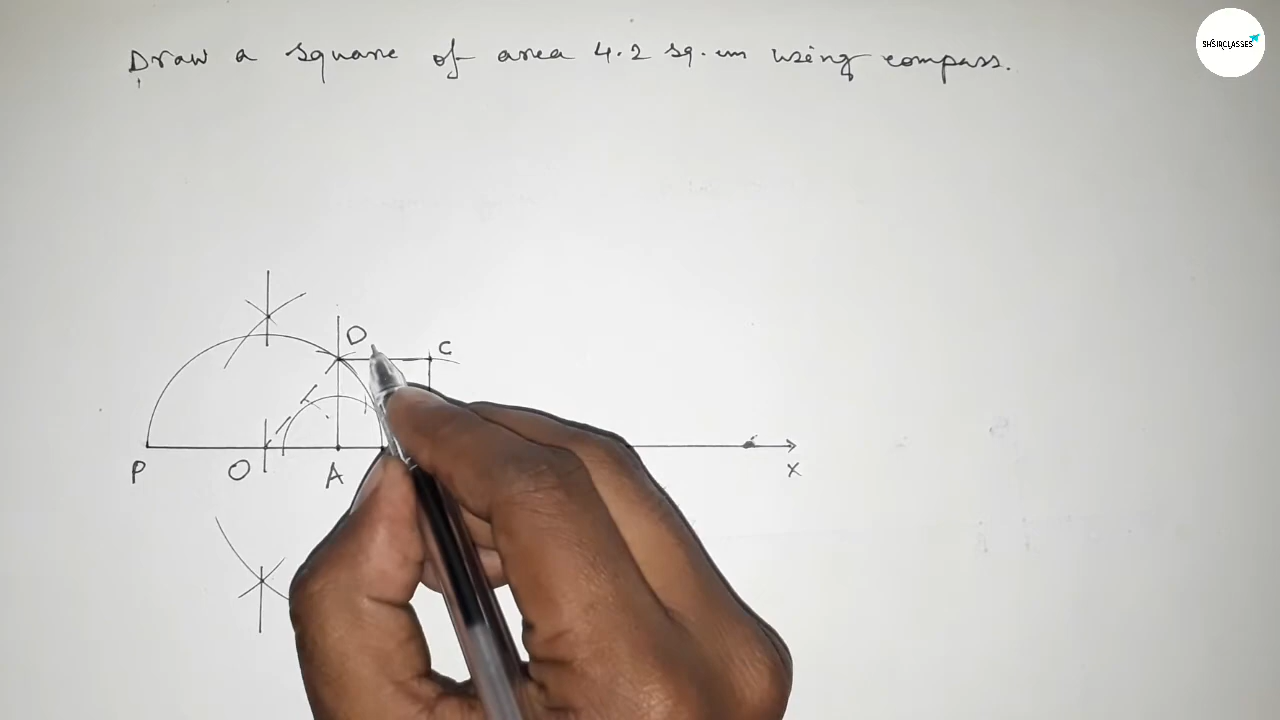 Draw a square of area 4.2 sq.cm using compass.
SHSIRCLASSES
D
C
P O A X